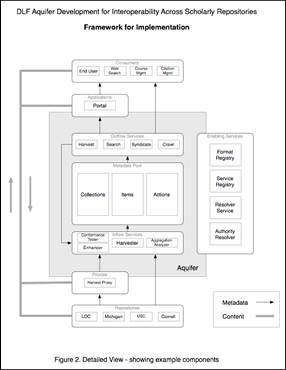 DLF Aquifer Development for Interoperability Across Scholarly Repositories
Framework for Implementation
Consumers
End User
Web Search
Course Mgmt
Citation Mgmt
Applications
Portal
Outflow Services
Harvest
Search
Syndicate
Crawl
Enabling Services
Format Registry
Service Registry
Resolver Service
Authority Resolver
Metadata Pool
Collections
Items
Actions
Inflow Services
Conformance Tester
Enhancer
Harvester
Aggregation Analyzer
Aquifer
Process
Harvest Proxy
Repositories
LOC
Michigan
USC
Cornell
Metadata
Content
Figure 2. Detailed View - showing example components